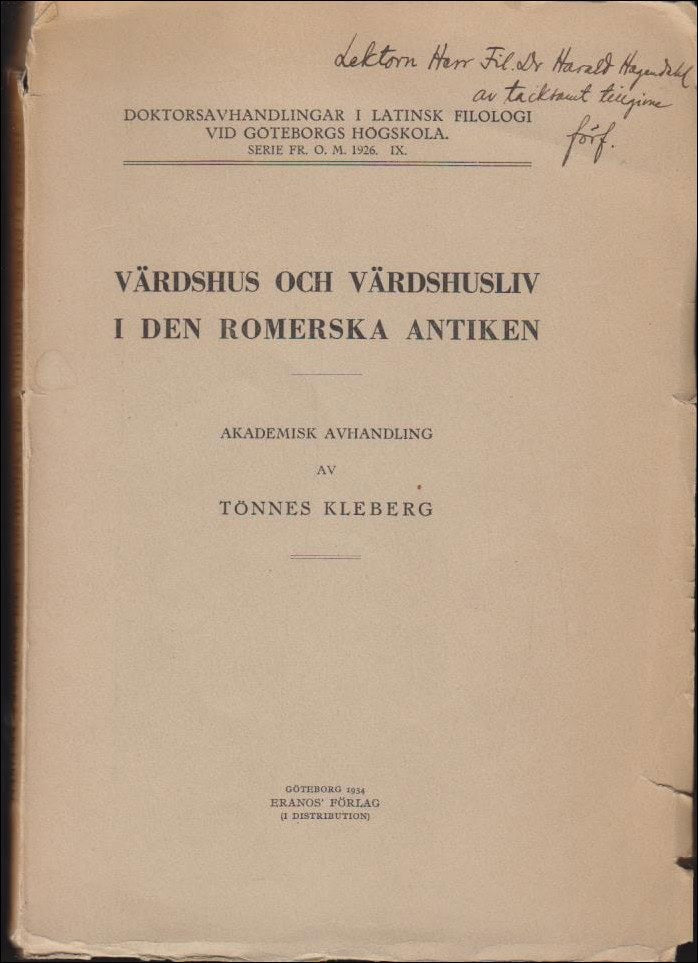 Lektorn Herr Fil. Dr Harald Hagendahl
av tacksamt tillgivne
förf.
DOKTORSAVHANDLINGAR I LATINSK FILOLOGI
VID GÖTEBORGS HÖGSKOLA.
SERIE FR. O. M. 1926. IX.
VÄRDSHUS OCH VÄRDSHUSLIV
I DEN ROMERSKA ANTIKEN
AKADEMISK AVHANDLING
AV
TÖNNES KLEBERG
GÖTEBORG 1934
ERANOS' FÖRLAG
(I DISTRIBUTION)